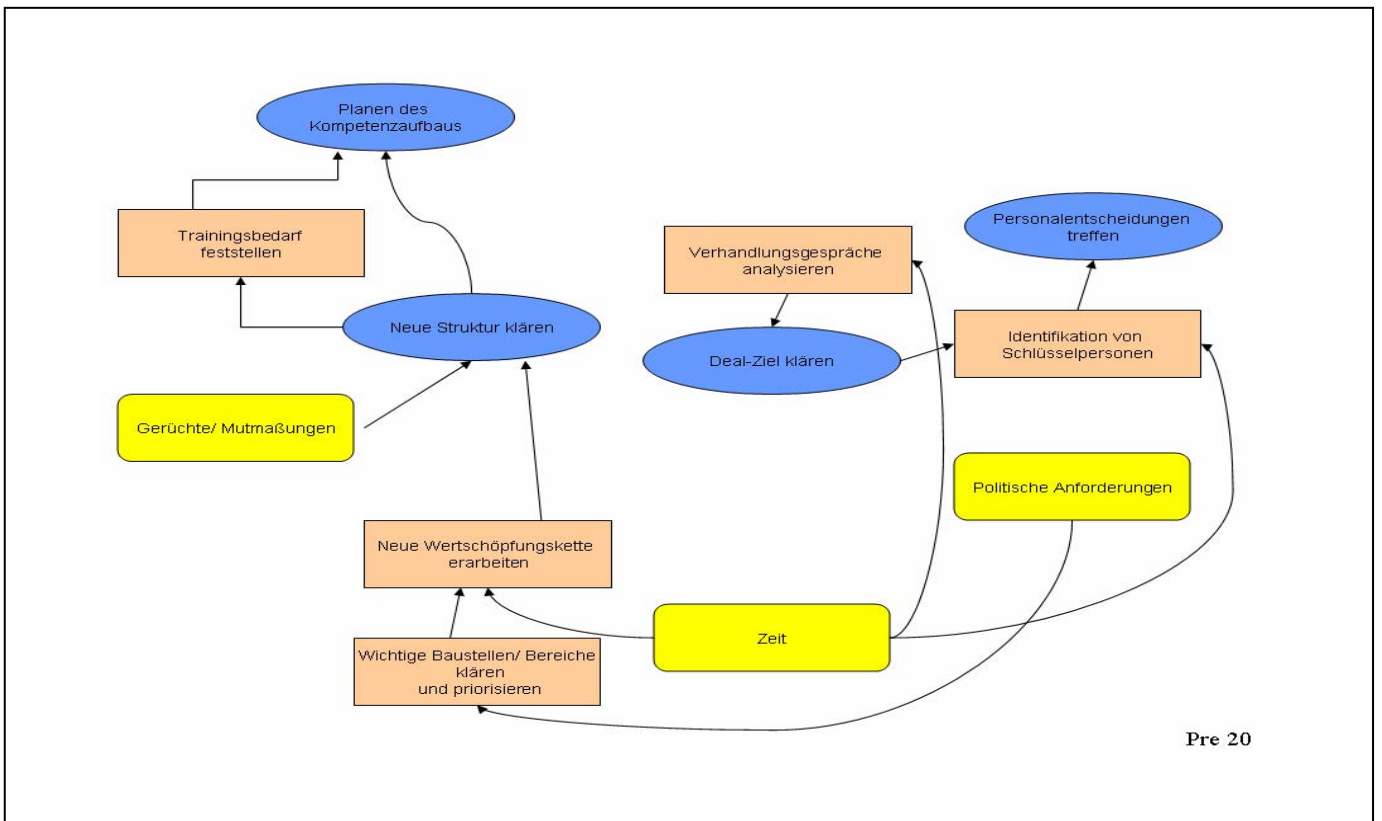 Planen des
Kompetenzaufbaus
Trainingsbedarf
feststellen
Personalentscheidungen
treffen
Verhandlungsgespräche
analysieren
Neue Struktur klären
Deal-Ziel klären
Identifikation von
Schlüsselpersonen
Gerüchte/ Mutmaßungen
Politische Anforderungen
Neue Wertschöpfungskette
erarbeiten
Zeit
Wichtige Baustellen/ Bereiche
klären
und priorisieren
Pre 20